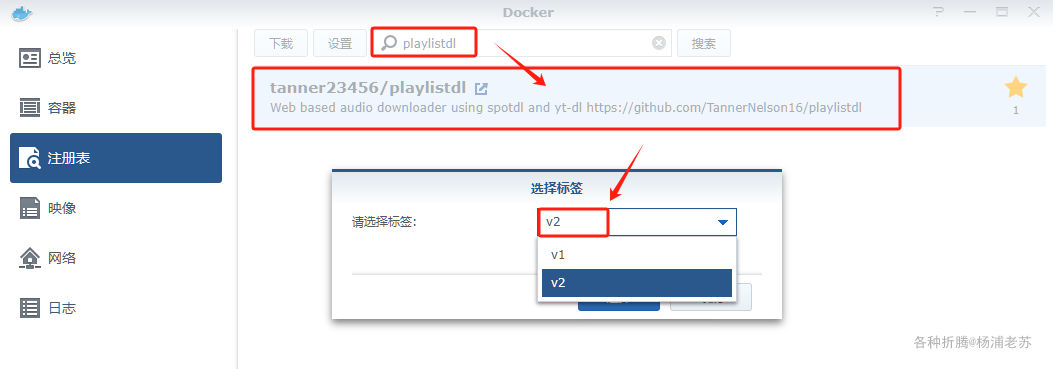 Docker
总览
容器
注册表
映像
网络
日志
下载 设置 playlistdl 搜索
tanner23456/playlistdl
Web based audio downloader using spotdl and yt-dl https://github.com/TannerNelson16/playlistdl
1
选择标签
请选择标签: v2
v1
v2
各种折腾@杨浦老苏